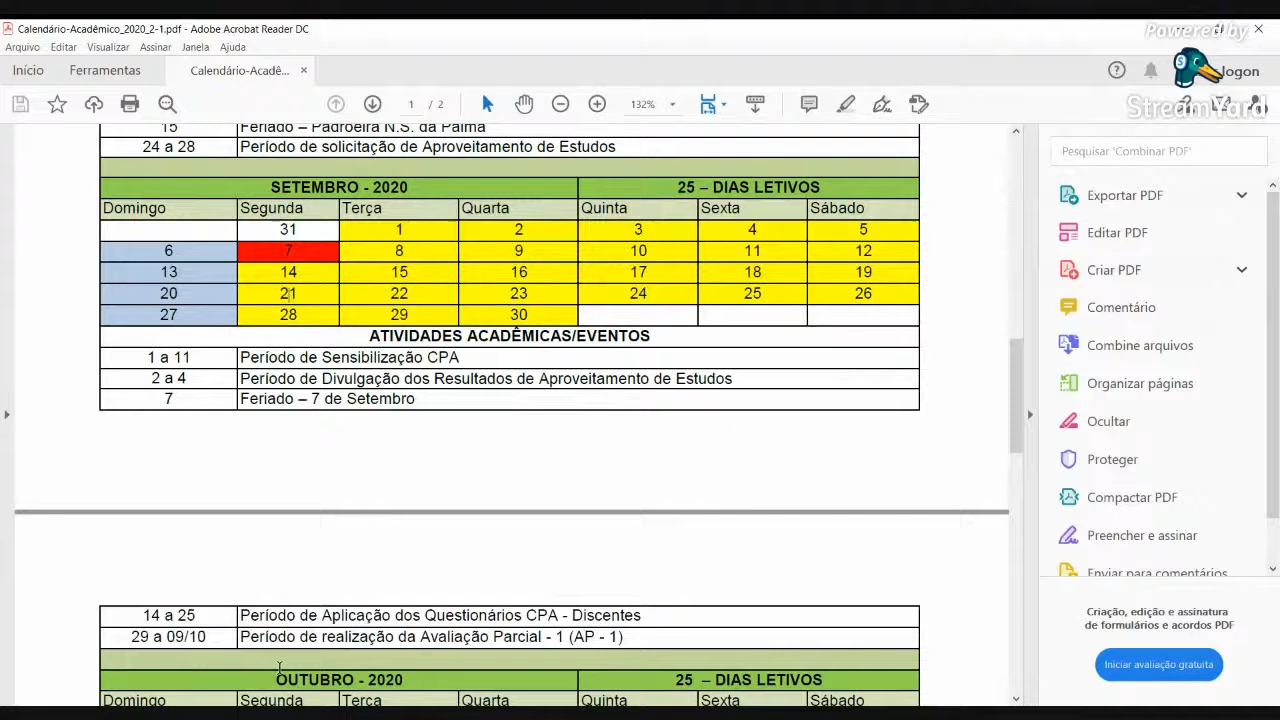 Calendário-Acadêmico_2020_2-1.pdf - Adobe Acrobat Reader DC
Powered by
Arquivo Editar Visualizar Assinar Janela Ajuda
Início Ferramentas Calendário-Acadê... × logon
1 / 2 132%
StreamYard
15 Feriado – Padroeira N.S. da Palma
24 a 28 Período de solicitação de Aproveitamento de Estudos
SETEMBRO - 2020 25 – DIAS LETIVOS
Domingo Segunda Terça Quarta Quinta Sexta Sábado
31 1 2 3 4 5
6 7 8 9 10 11 12
13 14 15 16 17 18 19
20 21 22 23 24 25 26
27 28 29 30
ATIVIDADES ACADÊMICAS/EVENTOS
1 a 11 Período de Sensibilização CPA
2 a 4 Período de Divulgação dos Resultados de Aproveitamento de Estudos
7 Feriado – 7 de Setembro
14 a 25 Período de Aplicação dos Questionários CPA - Discentes
29 a 09/10 Período de realização da Avaliação Parcial - 1 (AP - 1)
OUTUBRO - 2020 25 – DIAS LETIVOS
Domingo Segunda Terça Quarta Quinta Sexta Sábado
Pesquisar 'Combinar PDF'
Exportar PDF
Editar PDF
Criar PDF
Comentário
Combine arquivos
Organizar páginas
Ocultar
Proteger
Compactar PDF
Preencher e assinar
Enviar para comentários
Criação, edição e assinatura
de formulários e acordos PDF
Iniciar avaliação gratuita